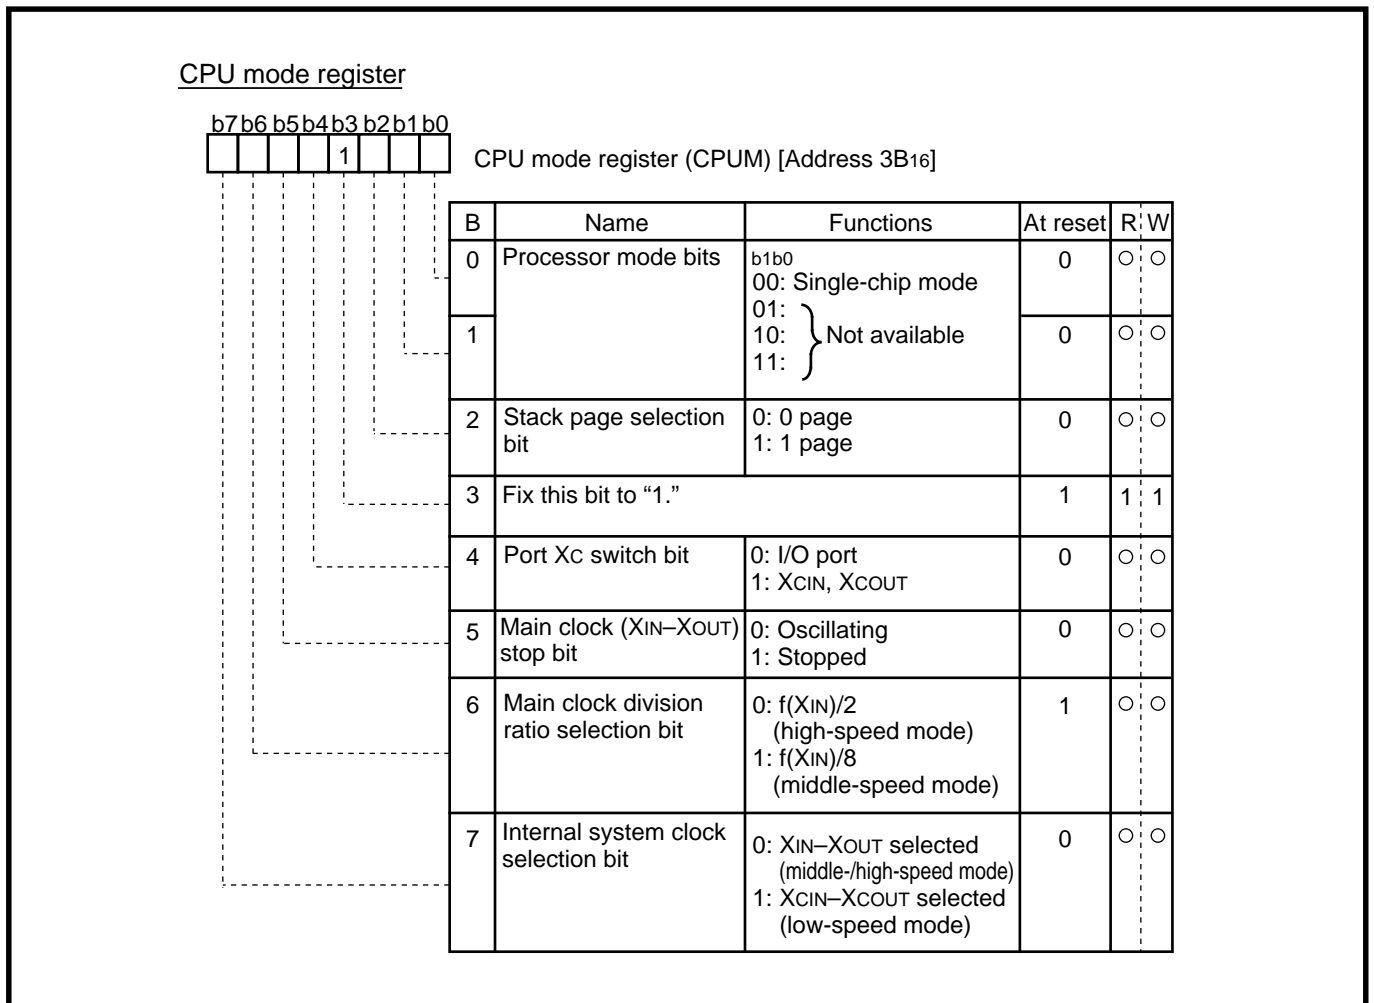 CPU mode register
b7 b6 b5 b4 b3 b2 b1 b0
1
CPU mode register (CPUM) [Address 3B16]
B Name Functions At reset R W
0 Processor mode bits b1b0 0 ○ ○
00: Single-chip mode
01:
1 10: Not available 0 ○ ○
11:
2 Stack page selection 0: 0 page 0 ○ ○
bit 1: 1 page
3 Fix this bit to “1.” 1 1 1
4 Port XC switch bit 0: I/O port 0 ○ ○
1: XCIN, XCOUT
5 Main clock (XIN–XOUT) 0: Oscillating 0 ○ ○
stop bit 1: Stopped
6 Main clock division 0: f(XIN)/2 1 ○ ○
ratio selection bit (high-speed mode)
1: f(XIN)/8
(middle-speed mode)
7 Internal system clock 0: XIN–XOUT selected 0 ○ ○
selection bit (middle-/high-speed mode)
1: XCIN–XCOUT selected
(low-speed mode)